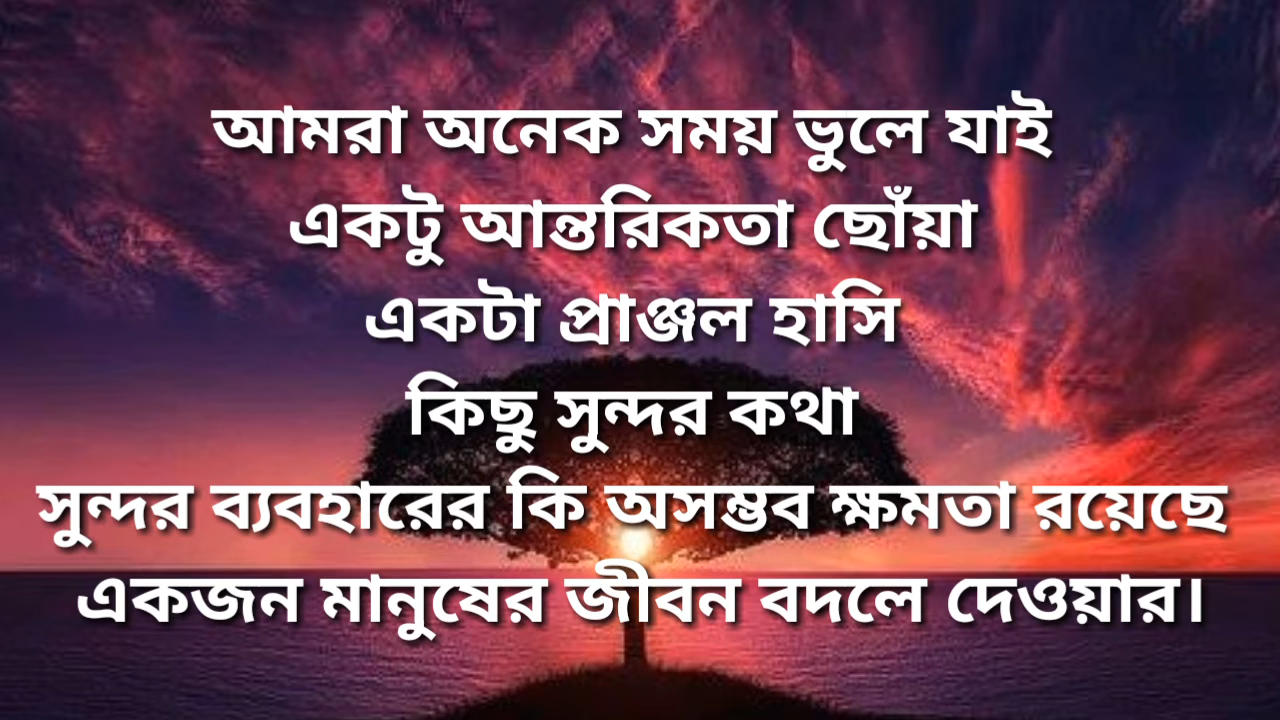 আমরা অনেক সময় ভুলে যাই
একটু আন্তরিকতা ছোঁয়া
একটা প্রাঞ্জল হাসি
কিছু সুন্দর কথা
সুন্দর ব্যবহারের কি অসম্ভব ক্ষমতা রয়েছে
একজন মানুষের জীবন বদলে দেওয়ার।